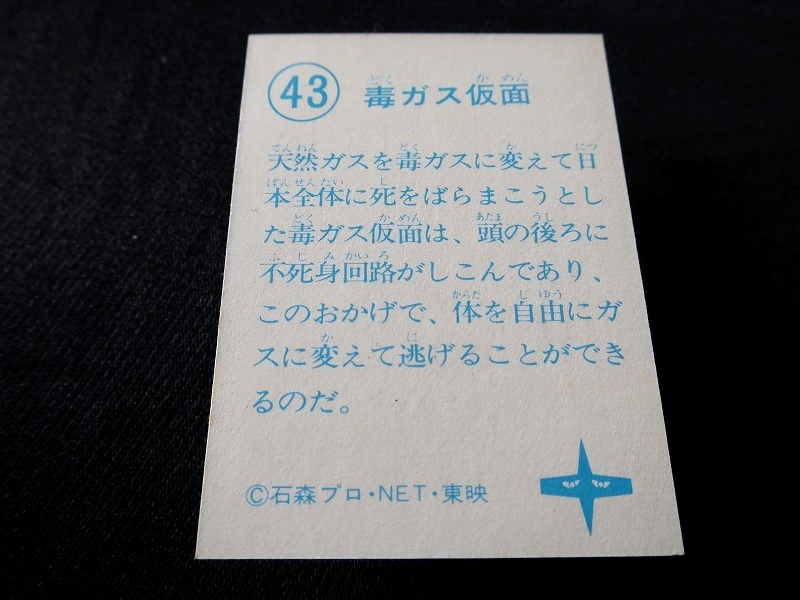 43 毒ガス仮面
天然ガスを毒ガスに変えて日
本全体に死をばらまこうとし
た毒ガス仮面は、頭の後ろに
不死身回路がしこんであり、
このおかげで、体を自由にガ
スに変えて逃げることができ
るのだ。
©石森プロ・NET・東映